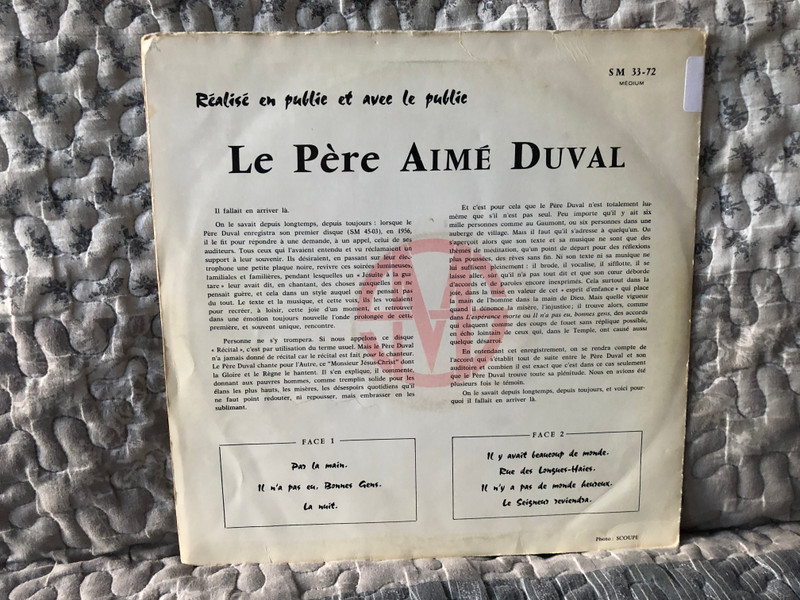 SM 33-72
MÉDIUM
Réalisé en public et avec le public
Le Père AIMÉ DUVAL
Il fallait en arriver là.
On le savait depuis longtemps, depuis toujours : lorsque le
Père Duval enregistra son premier disque (SM 45-03), en 1956,
il le fit pour répondre à une demande, à un appel, celui de ses
auditeurs. Tous ceux qui l'avaient entendu et vu réclamaient un
support à leur souvenir. Ils désiraient, en passant sur leur élec-
trophone une petite plaque noire, revivre ces soirées lumineuses,
familiales et familières, pendant lesquelles un « Jésuite à la gui-
tare » leur avait dit, en chantant, des choses auxquelles on ne
pensait guère, et cela dans un style auquel on ne pensait pas
du tout. Le texte et la musique, et cette voix, ils les voulaient
pour recréer, à loisir, cette joie d'un moment, et retrouver
dans une émotion toujours nouvelle l'onde prolongée de cette
première, et souvent unique, rencontre.
Personne ne s'y trompera. Si nous appelons ce disque
« Récital », c'est par utilisation du terme usuel. Mais le Père Duval
n'a jamais donné de récital car le récital est fait pour le chanteur.
Le Père Duval chante pour l'Autre, ce "Monsieur Jésus-Christ" dont
la Gloire et le Règne le hantent. Il s'en explique, il commente,
donnant aux pauvres hommes, comme tremplin solide pour les
élans les plus hauts, les misères, les désespoirs quotidiens qu'il
ne faut point redouter, ni repousser, mais embrasser en les
sublimant.
Et c'est pour cela que le Père Duval n'est totalement lui-
même que s'il n'est pas seul. Peu importe qu'il y ait six
mille personnes comme au Gaumont, ou six personnes dans une
auberge de village. Mais il faut qu'il s'adresse à quelqu'un. On
s'aperçoit alors que son texte et sa musique ne sont que des
thèmes de méditation, qu'un point de départ pour des réflexions
plus poussées, des rêves sans fin. Ni son texte ni sa musique ne
lui suffisent pleinement : il brode, il vocalise, il sifflotte, il se
laisse aller, sûr qu'il n'a pas tout dit et que son cœur déborde
d'accords et de paroles encore inexprimés. Cela surtout dans la
joie, dans la mise en valeur de cet « esprit d'enfance » qui place
la main de l'homme dans la main de Dieu. Mais quelle vigueur
quand il dénonce la misère, l'injustice; il trouve alors, comme
dans L'espérance morte ou Il n'a pas eu, bonnes gens, des accords
qui claquent comme des coups de fouet sans réplique possible,
en écho lointain de ceux qui, dans le Temple, ont causé aussi
quelque désarroi.
En entendant cet enregistrement, on se rendra compte de
l'accord qui s'établit tout de suite entre le Père Duval et son
auditoire et combien il est exact que c'est dans ce cas seulement
que le Père Duval trouve toute sa plénitude. Nous en avions été
plusieurs fois le témoin.
On le savait depuis longtemps, depuis toujours, et voici pour-
quoi il fallait en arriver là.
FACE 1
Par la main.
Il n'a pas eu, Bonnes Gens.
La nuit.
FACE 2
Il y avait beaucoup de monde.
Rue des Longues-Haies.
Il n'y a pas de monde heureux.
Le Seigneur reviendra.
Photo : SCOUPE